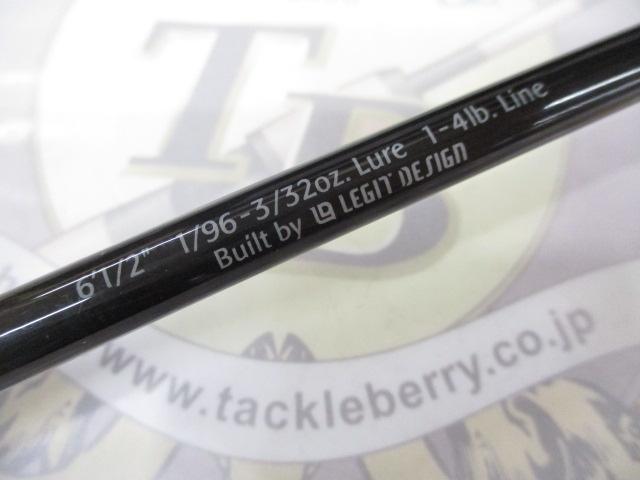 TB
6'1/2" 1/96-3/32oz. Lure 1-4lb. Line
Built by LEGIT DESIGN
www.tackleberry.co.jp